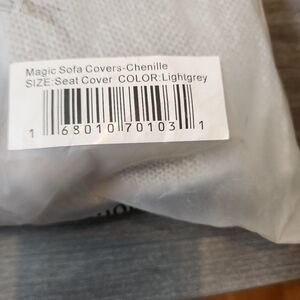 Magic Sofa Covers-Chenille
SIZE:Seat Cover COLOR:Lightgrey
1 68010 70103 1